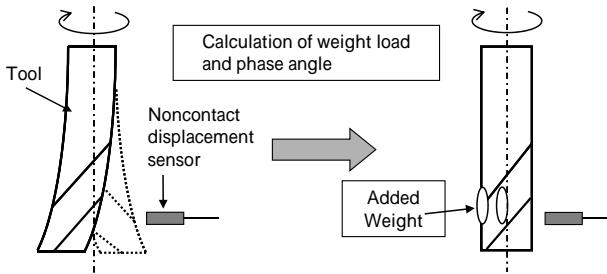 Calculation of weight load
and phase angle
Tool
Noncontact
displacement
sensor
Added
Weight